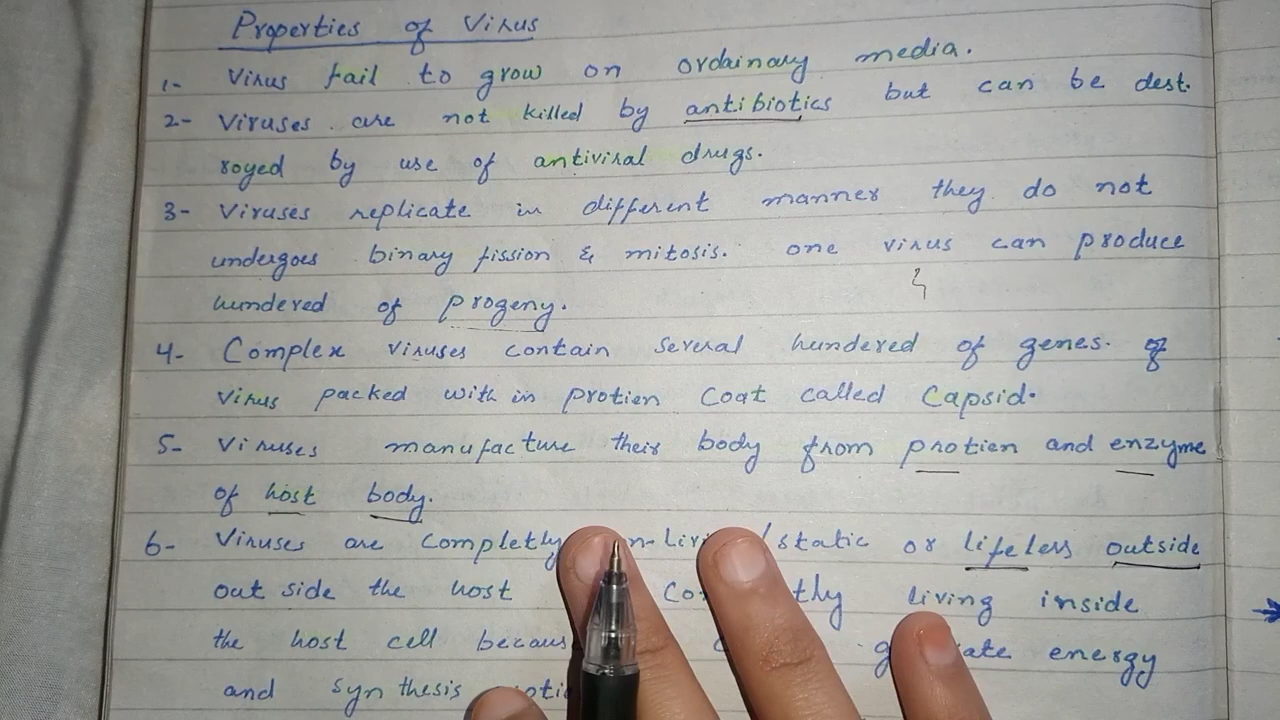 Properties of Virus
1- Virus fail to grow on ordainary media.
2- Viruses are not killed by antibiotics but can be dest.
royed by use of antiviral drugs.
3- Viruses replicate in different manner they do not
undergoes binary fission & mitosis. one virus can produce
hundered of progeny.
4- Complex viruses contain several hundered of genes. of
virus packed with in protien coat called Capsid.
5- Viruses manufacture their body from protien and enzyme
of host body.
6- Viruses are completly static or lifeless outside
out side the host living inside
the host cell energy
and synthesis